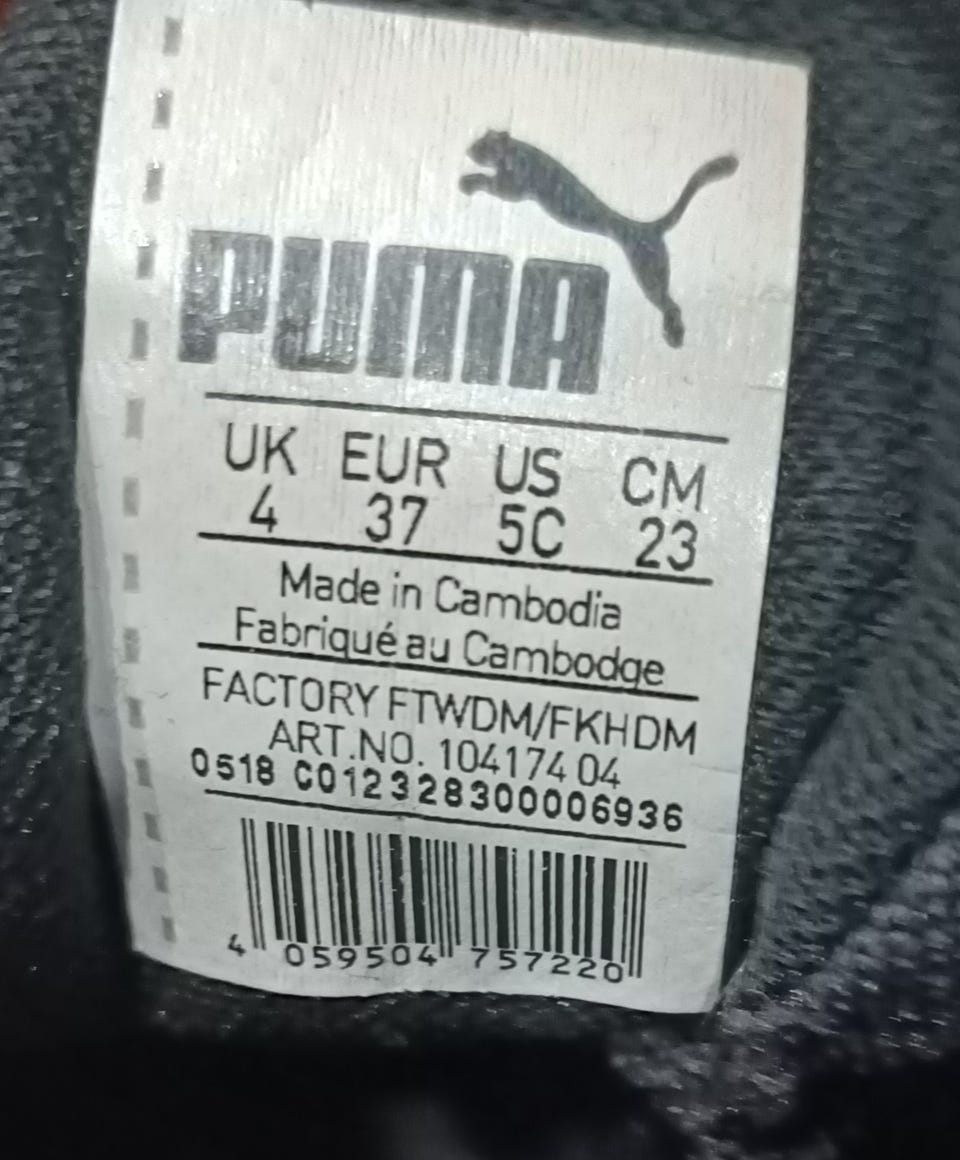 PUMA
UK EUR US CM
4 37 5C 23
Made in Cambodia
Fabriqué au Cambodge
FACTORY FTWDM/FKHDM
ART.NO. 104174 04
0518 C012328300006936
4 059504 757220